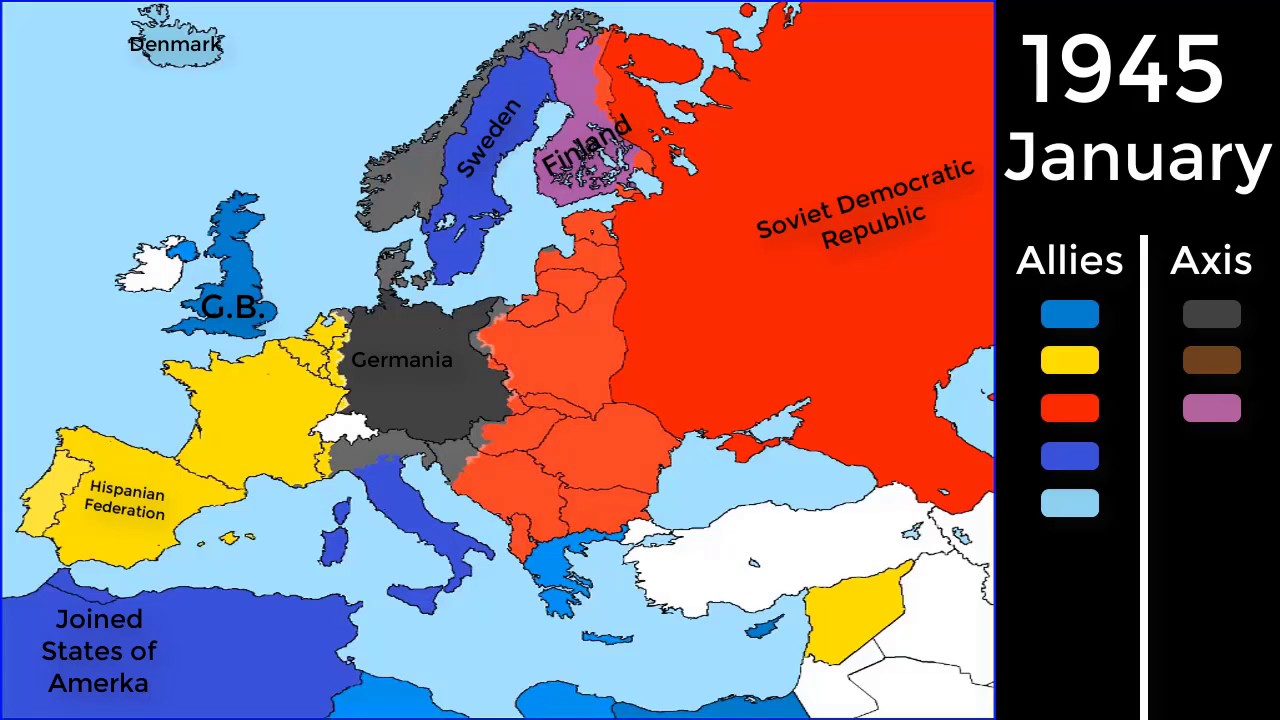 Denmark
1945
January
Allies
Axis
Sweden
Finland
Soviet Democratic
Republic
G.B.
Germania
Hispanian
Federation
Joined
States of
Amerka